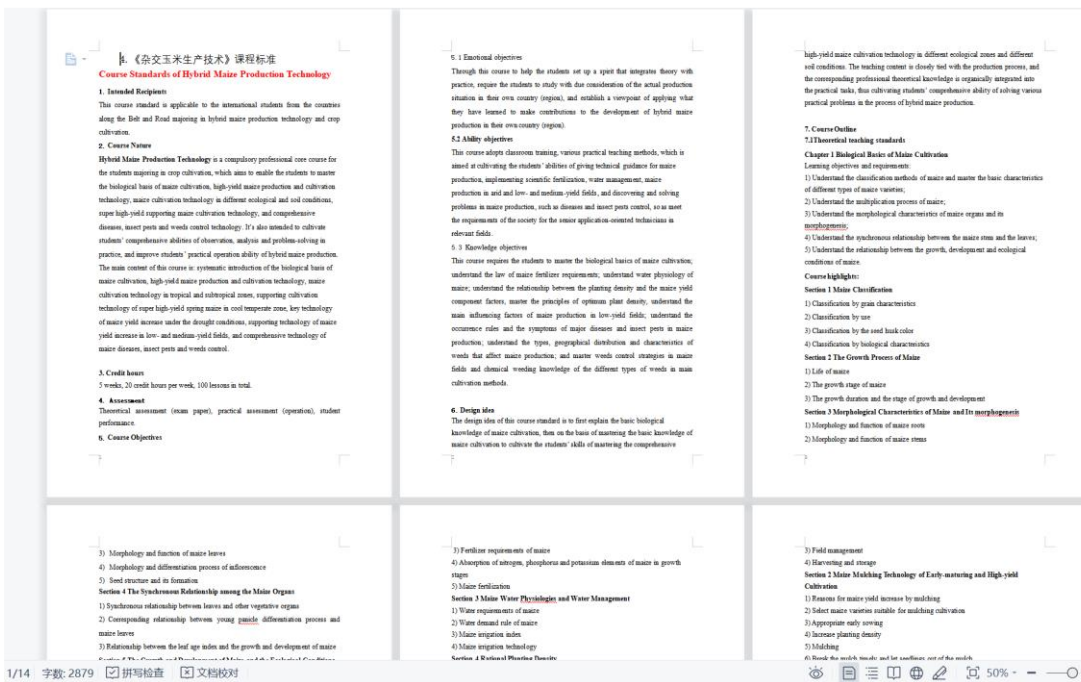 4. 《杂交玉米生产技术》课程标准
Course Standards of Hybrid Maize Production Technology
1. Intended Recipients
This course standard is applicable to the international students from the countries
along the Belt and Road majoring in hybrid maize production technology and crop
cultivation.
2. Course Nature
Hybrid Maize Production Technology is a compulsory professional core course for
the students majoring in crop cultivation, which aims to enable the students to master
the biological basis of maize cultivation, high-yield maize production and cultivation
technology, maize cultivation technology in different ecological and soil conditions,
super high-yield supporting maize cultivation technology, and comprehensive
diseases, insect pests and weeds control technology. It's also intended to cultivate
students' comprehensive abilities of observation, analysis and problem-solving in
practice, and improve students' practical operation ability of hybrid maize production.
The main content of this course is: systematic introduction of the biological basis of
maize cultivation, high-yield maize production and cultivation technology, maize
cultivation technology in tropical and subtropical zones, supporting cultivation
technology of super high-yield spring maize in cool temperate zone, key technology
of maize yield increase under the drought conditions, supporting technology of maize
yield increase in low- and medium-yield fields, and comprehensive technology of
maize diseases, insect pests and weeds control.
3. Credit hours
5 weeks, 20 credit hours per week, 100 lessons in total.
4. Assessment
Theoretical assessment (exam paper), practical assessment (operation), student
performance.
5. Course Objectives
5. 1 Emotional objectives
Through this course to help the students set up a spirit that integrates theory with
practice, require the students to study with due consideration of the actual production
situation in their own country (region), and establish a viewpoint of applying what
they have learned to make contributions to the development of hybrid maize
production in their own country (region).
5.2 Ability objectives
This course adopts classroom training, various practical teaching methods, which is
aimed at cultivating the students' abilities of giving technical guidance for maize
production, implementing scientific fertilization, water management, maize
production in arid and low- and medium-yield fields, and discovering and solving
problems in maize production, such as diseases and insect pests control, so as meet
the requirements of the society for the senior application-oriented technicians in
relevant fields.
5. 3 Knowledge objectives
This course requires the students to master the biological basics of maize cultivation;
understand the law of maize fertilizer requirements; understand water physiology of
maize; understand the relationship between the planting density and the maize yield
component factors, master the principles of optimum plant density, understand the
main influencing factors of maize production in low-yield fields; understand the
occurrence rules and the symptoms of major diseases and insect pests in maize
production; understand the types, geographical distribution and characteristics of
weeds that affect maize production; and master weeds control strategies in maize
fields and chemical weeding knowledge of the different types of weeds in main
cultivation methods.
6. Design idea
The design idea of this course standard is to first explain the basic biological
knowledge of maize cultivation, then on the basis of mastering the basic knowledge of
maize cultivation to cultivate the students' skills of mastering the comprehensive
high-yield maize cultivation technology in different ecological zones and different
soil conditions. The teaching content is closely tied with the production process, and
the corresponding professional theoretical knowledge is organically integrated into
the practical tasks, thus cultivating students' comprehensive ability of solving various
practical problems in the process of hybrid maize production.
7. Course Outline
7.1Theoretical teaching standards
Chapter 1 Biological Basics of Maize Cultivation
Learning objectives and requirements:
1) Understand the classification methods of maize and master the basic characteristics
of different types of maize varieties;
2) Understand the multiplication process of maize;
3) Understand the morphological characteristics of maize organs and its
morphogenesis;
4) Understand the synchronous relationship between the maize stem and the leaves;
5) Understand the relationship between the growth, development and ecological
conditions of maize.
Course highlights:
Section 1 Maize Classification
1) Classification by grain characteristics
2) Classification by use
3) Classification by the seed husk color
4) Classification by biological characteristics
Section 2 The Growth Process of Maize
1) Life of maize
2) The growth stage of maize
3) The growth duration and the stage of growth and development
Section 3 Morphological Characteristics of Maize and Its morphogenesis
1) Morphology and function of maize roots
2) Morphology and function of maize stems
3) Morphology and function of maize leaves
4) Morphology and differentiation process of inflorescence
5) Seed structure and its formation
Section 4 The Synchronous Relationship among the Maize Organs
1) Synchronous relationship between leaves and other vegetative organs
2) Corresponding relationship between young panicle differentiation process and
maize leaves
3) Relationship between the leaf age index and the growth and development of maize
Section 5 The Growth and Development of Maize and the Ecological Conditions
3) Fertilizer requirements of maize
4) Absorption of nitrogen, phosphorus and potassium elements of maize in growth
stages
5) Maize fertilization
Section 3 Maize Water Physiologies and Water Management
1) Water requirements of maize
2) Water demand rule of maize
3) Maize irrigation index
4) Maize irrigation technology
Section 4 Rational Planting Density
3) Field management
4) Harvesting and storage
Section 2 Maize Mulching Technology of Early-maturing and High-yield
Cultivation
1) Reasons for maize yield increase by mulching
2) Select maize varieties suitable for mulching cultivation
3) Appropriate early sowing
4) Increase planting density
5) Mulching
6) Break the mulch timely and let seedlings out of the mulch
1/14 字数: 2879 拼写检查 文档校对 50%